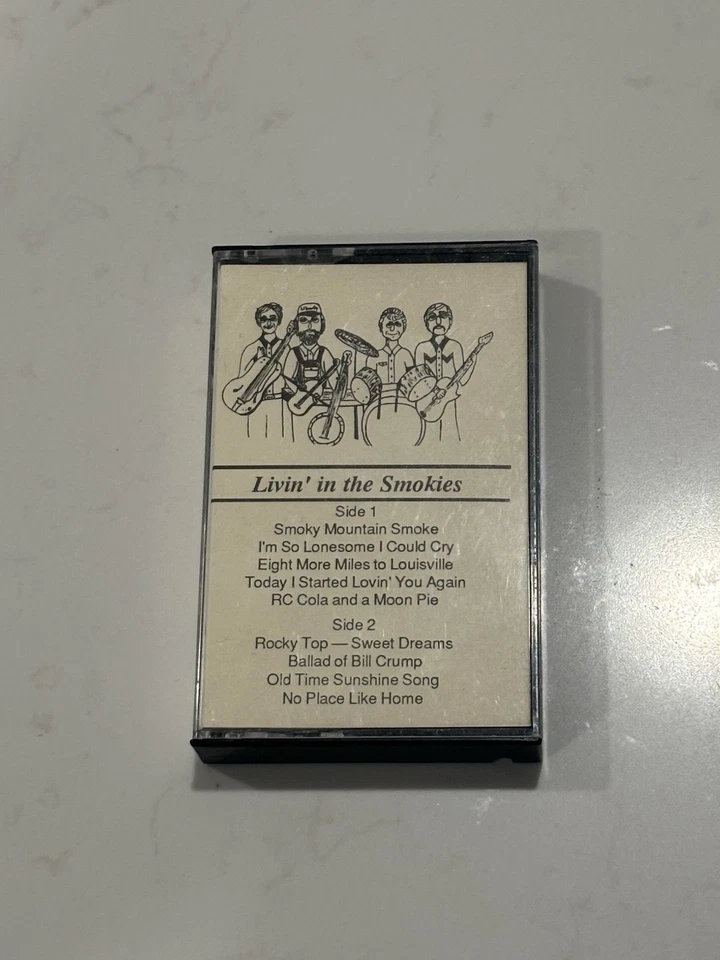 Livin' in the Smokies
Side 1
Smoky Mountain Smoke
I'm So Lonesome I Could Cry
Eight More Miles to Louisville
Today I Started Lovin' You Again
RC Cola and a Moon Pie
Side 2
Rocky Top — Sweet Dreams
Ballad of Bill Crump
Old Time Sunshine Song
No Place Like Home